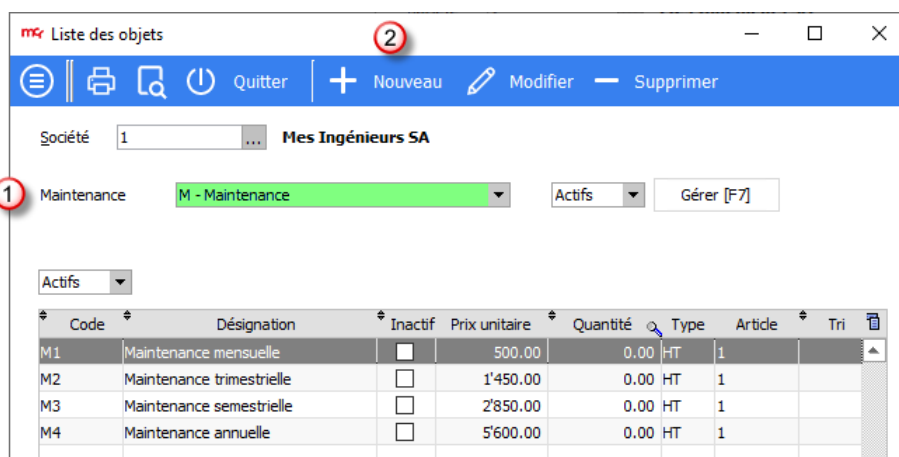 mcr Liste des objets
2
Quitter Nouveau Modifier Supprimer
Société 1 ... Mes Ingénieurs SA
1 Maintenance M - Maintenance Actifs Gérer [F7]
Actifs
Code Désignation Inactif Prix unitaire Quantité Type Article Tri
M1 Maintenance mensuelle 500.00 0.00 HT 1
M2 Maintenance trimestrielle 1'450.00 0.00 HT 1
M3 Maintenance semestrielle 2'850.00 0.00 HT 1
M4 Maintenance annuelle 5'600.00 0.00 HT 1